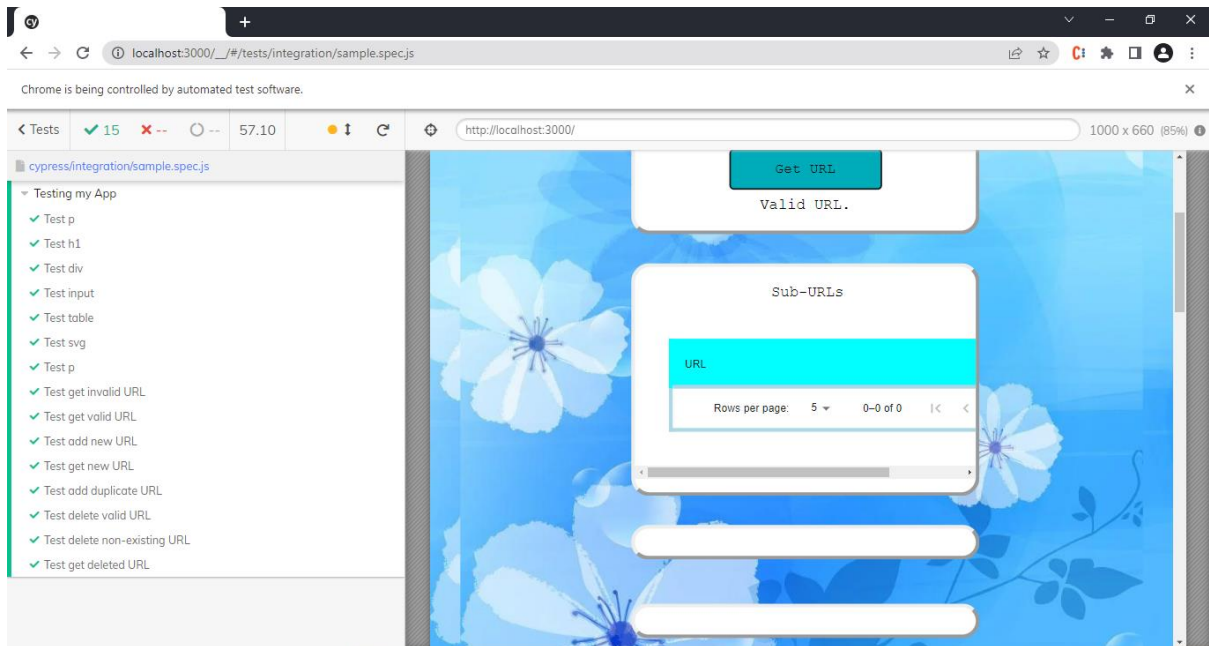 cy
localhost:3000/__/#/tests/integration/sample.spec.js
Chrome is being controlled by automated test software.
Tests 15 -- -- 57.10
http://localhost:3000/ 1000 x 660 (85%)
cypress/integration/sample.spec.js
Testing my App
Test p
Test h1
Test div
Test input
Test table
Test svg
Test p
Test get invalid URL
Test get valid URL
Test add new URL
Test get new URL
Test add duplicate URL
Test delete valid URL
Test delete non-existing URL
Test get deleted URL
Get URL
Valid URL.
Sub-URLs
URL
Rows per page: 5 0–0 of 0